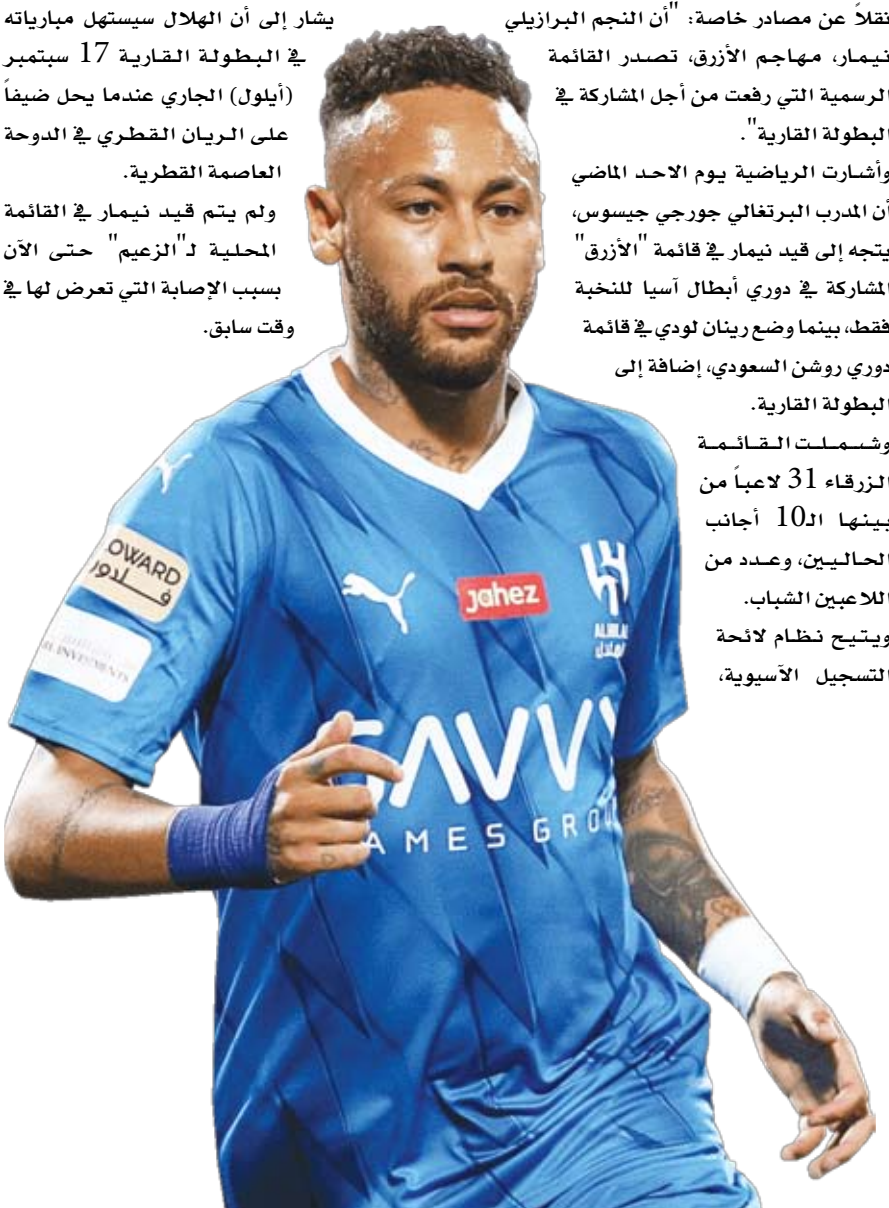 نقلاً عن مصادر خاصة: "أن النجم البرازيلي
نيمار، مهاجم الأزرق، تصدر القائمة
الرسمية التي رفعت من أجل المشاركة في
البطولة القارية".
وأشارت الرياضية يوم الاحد الماضي
أن المدرب البرتغالي جورجي جيسوس،
يتجه إلى قيد نيمار في قائمة "الأزرق"
المشاركة في دوري أبطال آسيا للنخبة
فقط، بينما وضع رينان لودي في قائمة
دوري روشن السعودي، إضافة إلى
البطولة القارية.
وشملت القائمة
الزرقاء 31 لاعباً من
بينها الـ10 أجانب
الحاليين، وعدد من
اللاعبين الشباب.
ويتيح نظام لائحة
التسجيل الآسيوية،
يشار إلى أن الهلال سيستهل مبارياته
في البطولة القارية 17 سبتمبر
(أيلول) الجاري عندما يحل ضيفاً
على الريان القطري في الدوحة
العاصمة القطرية.
ولم يتم قيد نيمار في القائمة
المحلية لـ"الزعيم" حتى الآن
بسبب الإصابة التي تعرض لها في
وقت سابق.
OWARD
jahez
ALHILAL
الهلال
SAVVY
GAMES GROU
INVESTMENTS